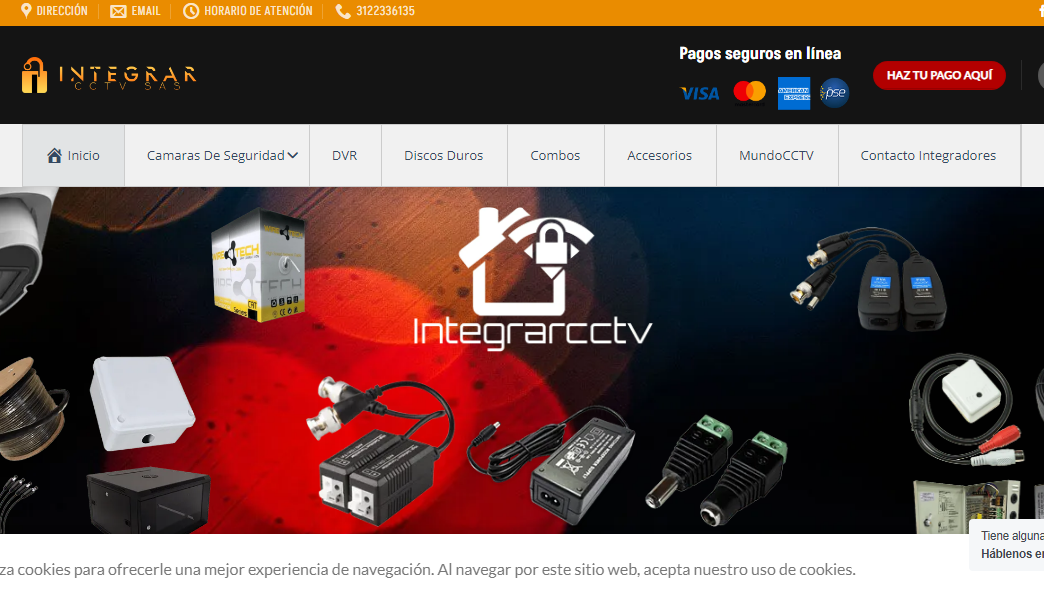 DIRECCIÓN EMAIL HORARIO DE ATENCIÓN 3122336135
INTEGRAR
CCTV SAS
Pagos seguros en línea
VISA AMERICAN EXPRESS pse
HAZ TU PAGO AQUÍ
Inicio Camaras De Seguridad DVR Discos Duros Combos Accesorios MundoCCTV Contacto Integradores
TECH
CAT
Integrarcctv
Tiene alguna
Háblenos e
za cookies para ofrecerle una mejor experiencia de navegación. Al navegar por este sitio web, acepta nuestro uso de cookies.